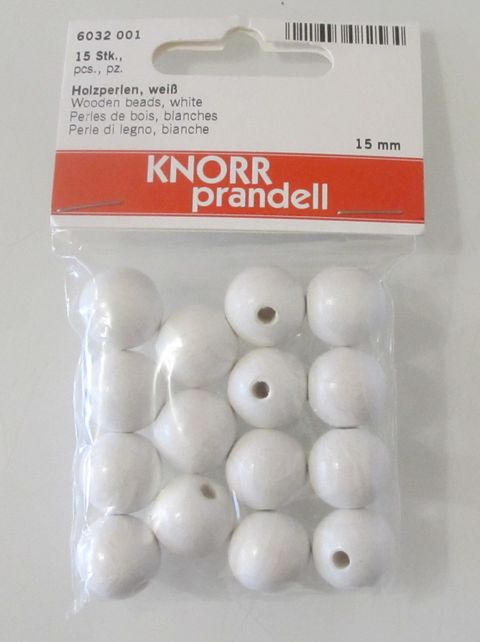 6032 001
15 Stk.,
pcs., pz.
Holzperlen, weiß
Wooden beads, white
Perles de bois, blanches
Perle di legno, bianche
15 mm
KNORR
prandell